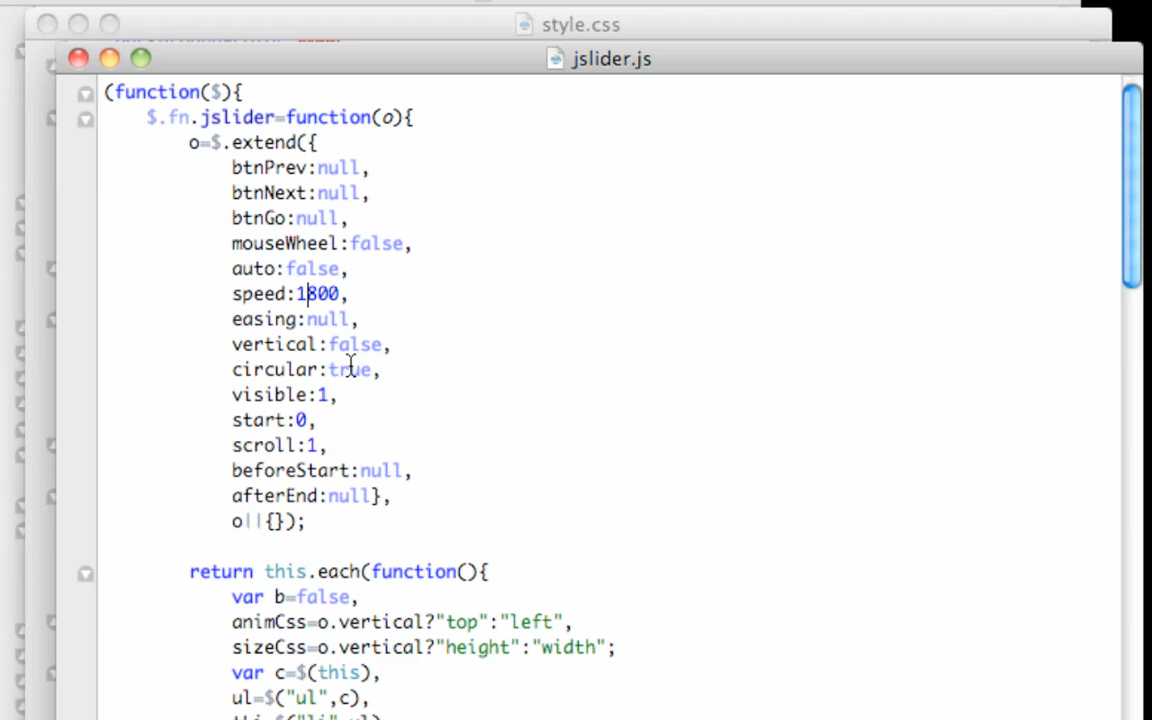 style.css
jslider.js
(function($){
$.fn.jslider=function(o){
o=$.extend({
btnPrev:null,
btnNext:null,
btnGo:null,
mouseWheel:false,
auto:false,
speed:1800,
easing:null,
vertical:false,
circular:true,
visible:1,
start:0,
scroll:1,
beforeStart:null,
afterEnd:null},
o||{});
return this.each(function(){
var b=false,
animCss=o.vertical?"top":"left",
sizeCss=o.vertical?"height":"width";
var c=$(this),
ul=$("ul",c),